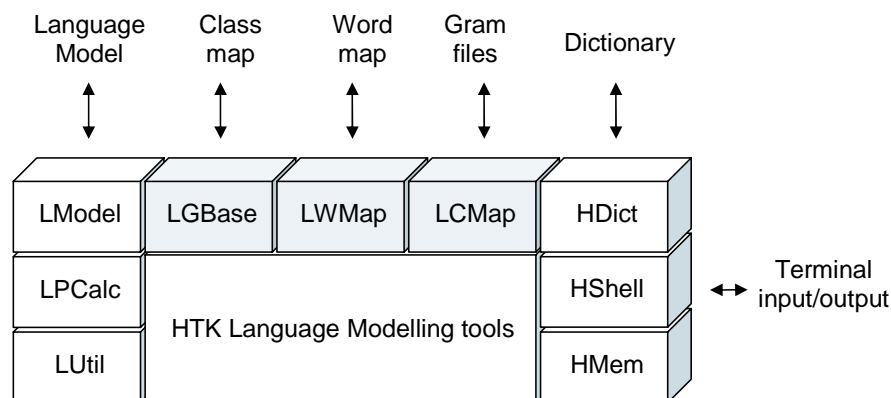 Language
Model
Class
map
Word
map
Gram
files
Dictionary
LModel
LGBase
LWMap
LCMap
HDict
LPCalc
HShell
Terminal
input/output
HTK Language Modelling tools
LUtil
HMem